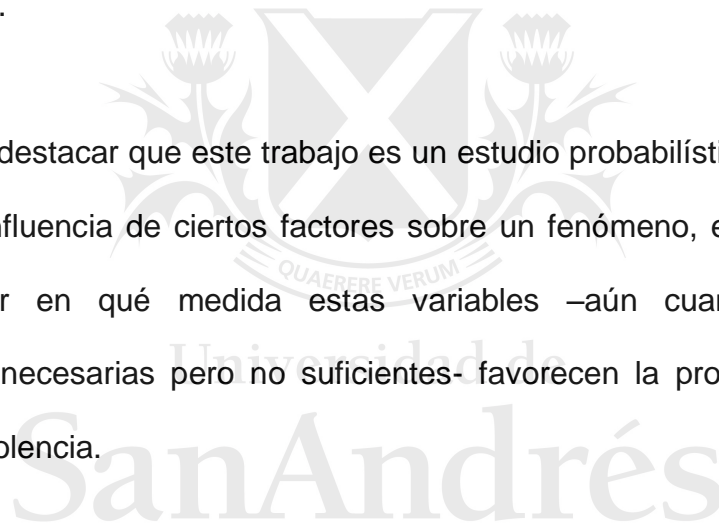 .
destacar que este trabajo es un estudio probabilísti
nfluencia de ciertos factores sobre un fenómeno, e
QUAERERE VERUM
r en qué medida estas variables –aún cuar
Universidad de
necesarias pero no suficientes- favorecen la pro
olencia.
SanAndrés